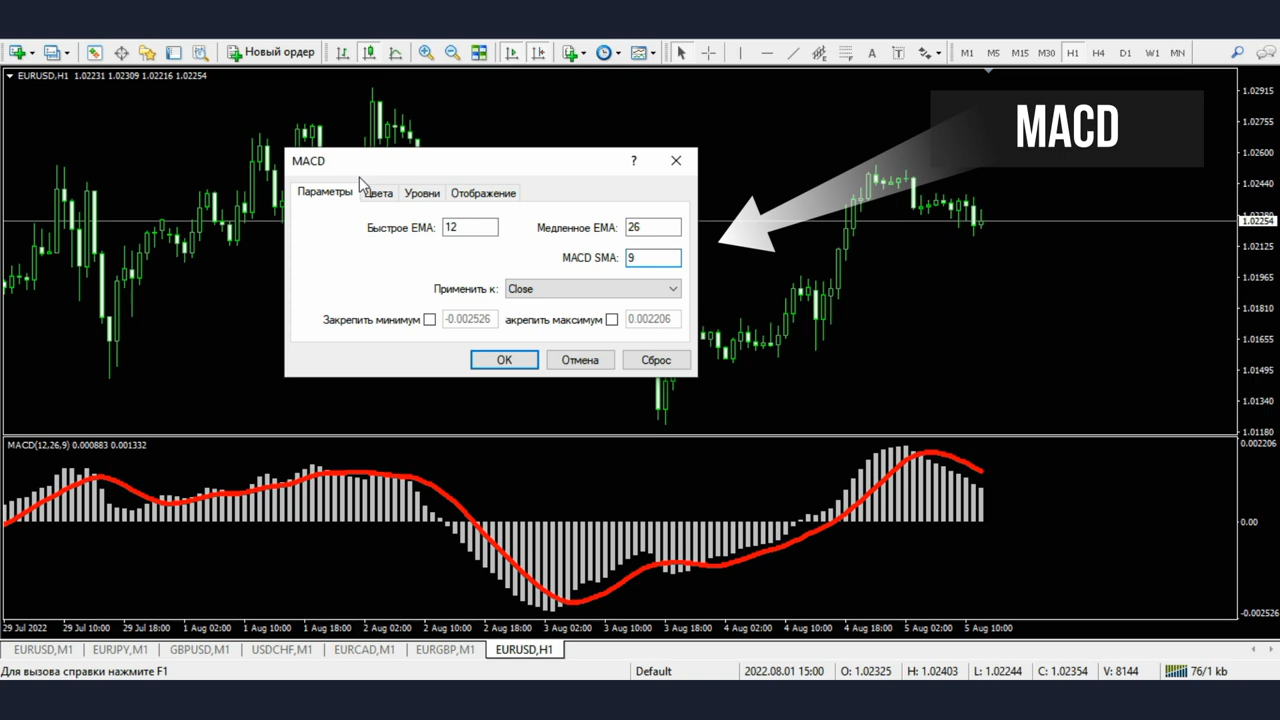 Новый ордер
A
T
E
F
M1 M5 M15 M30 H1 H4 D1 W1 MN
EURUSD,H1 1.02231 1.02309 1.02216 1.02254
MACD
1.02915
1.02755
1.02600
1.02440
1.02254
1.02125
1.01965
1.01810
1.01655
1.01495
1.01340
1.01180
MACD
?
Параметры Цвета Уровни Отображение
Быстрое EMA: 12 Медленное EMA: 26
MACD SMA: 9
Применить к: Close
Закрепить минимум -0.002526 акрепить максимум 0.002206
OK Отмена Сброс
MACD(12,26,9) 0.000883 0.001332
0.002206
0.00
-0.002526
29 Jul 2022 29 Jul 10:00 29 Jul 18:00 1 Aug 02:00 1 Aug 10:00 1 Aug 18:00 2 Aug 02:00 2 Aug 10:00 2 Aug 18:00 3 Aug 02:00 3 Aug 10:00 3 Aug 18:00 4 Aug 02:00 4 Aug 10:00 4 Aug 18:00 5 Aug 02:00 5 Aug 10:00
EURUSD,M1 EURJPY,M1 GBPUSD,M1 USDCHF,M1 EURCAD,M1 EURGBP,M1 EURUSD,H1
Для вызова справки нажмите F1 Default 2022.08.01 15:00 O: 1.02325 H: 1.02403 L: 1.02244 C: 1.02354 V: 8144 76/1 kb